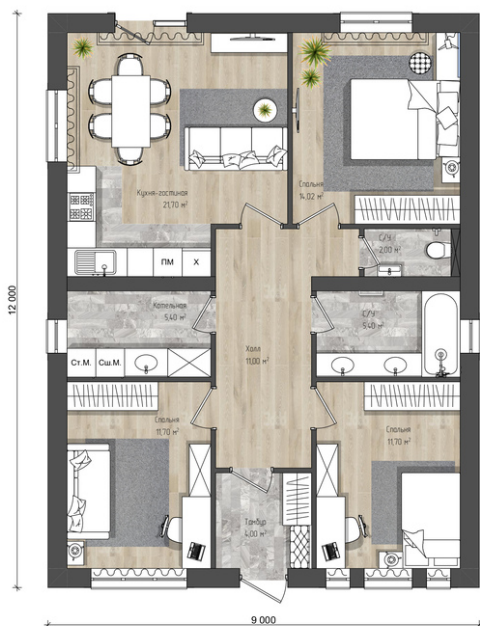 Кухня-гостиная
21,70 м²
Спальня
14,02 м²
С/У
2,00 м²
ПМ
Х
Котельная
5,40 м²
С/У
5,40 м²
12 000
Холл
11,00 м²
Ст.М.
Сш.М.
Спальня
11,70 м²
Спальня
11,70 м²
Тамбур
4,00 м²
9 000